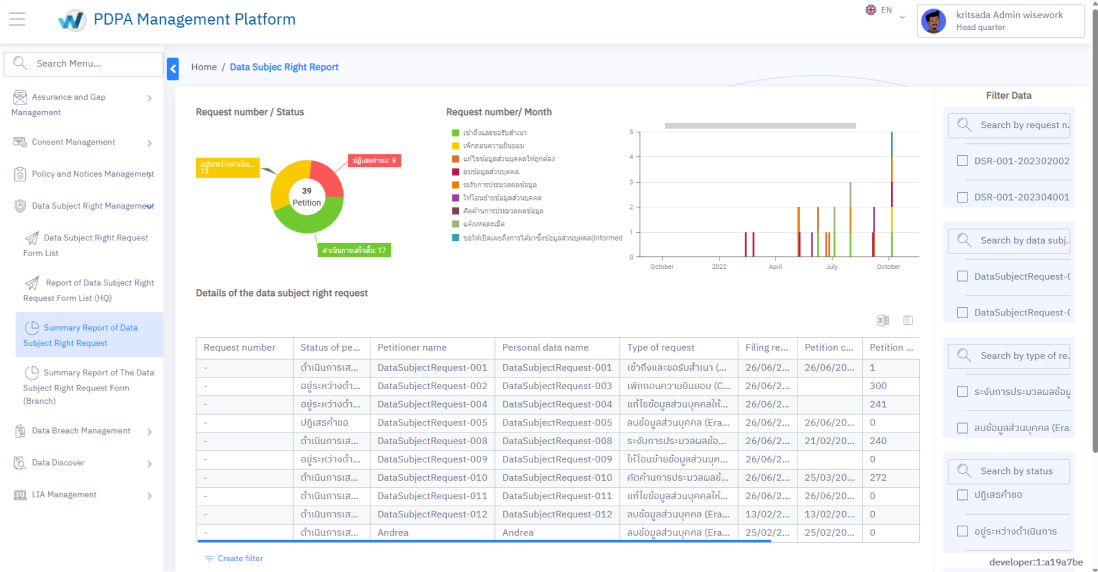 PDPA Management Platform
EN
kritsada Admin wisework
Head quarter
Search Menu...
Assurance and Gap
Management
Consent Management
Policy and Notices Management
Data Subject Right Management
Data Subject Right Request
Form List
Report of Data Subject Right
Request Form List (HQ)
Summary Report of Data
Subject Right Request
Summary Report of The Data
Subject Right Request Form
(Branch)
Data Breach Management
Data Discover
LIA Management
Home / Data Subjec Right Report
Request number / Status
อยู่ระหว่างดำเนิน...
13
ปฏิเสธคำขอ: 9
39
Petition
ดำเนินการเสร็จสิ้น: 17
Request number/ Month
เข้าถึงและขอรับสำเนา
เพิกถอนความยินยอม
แก้ไขข้อมูลส่วนบุคคลให้ถูกต้อง
ลบข้อมูลส่วนบุคคล
ระงับการประมวลผลข้อมูล
ให้โอนย้ายข้อมูลส่วนบุคคล
คัดค้านการประมวลผลข้อมูล
แจ้งเหตุละเมิด
ขอให้เปิดเผยถึงการได้มาซึ่งข้อมูลส่วนบุคคล(Informed
5
4
3
2
1
0
October 2022 April July October
Details of the data subject right request
Request number Status of pe... Petitioner name Personal data name Type of request Filing re... Petition c... Petition ...
- ดำเนินการเส... DataSubjectRequest-001 DataSubjectRequest-001 เข้าถึงและขอรับสำเนา (... 26/06/2... 26/06/20... 1
- อยู่ระหว่างดำ... DataSubjectRequest-002 DataSubjectRequest-003 เพิกถอนความยินยอม (C... 26/06/2... 300
- อยู่ระหว่างดำ... DataSubjectRequest-004 DataSubjectRequest-004 แก้ไขข้อมูลส่วนบุคคลให้... 26/06/2... 241
- ปฏิเสธคำขอ DataSubjectRequest-005 DataSubjectRequest-005 ลบข้อมูลส่วนบุคคล (Era... 26/06/2... 26/06/20... 0
- ดำเนินการเส... DataSubjectRequest-008 DataSubjectRequest-008 ระงับการประมวลผลข้อ... 26/06/2... 21/02/20... 240
- อยู่ระหว่างดำ... DataSubjectRequest-009 DataSubjectRequest-009 ให้โอนย้ายข้อมูลส่วนบุค... 26/06/2... 0
- ดำเนินการเส... DataSubjectRequest-010 DataSubjectRequest-010 คัดค้านการประมวลผลข้... 26/06/2... 25/03/20... 272
- ดำเนินการเส... DataSubjectRequest-011 DataSubjectRequest-011 แก้ไขข้อมูลส่วนบุคคลให้... 26/06/2... 26/06/20... 0
- ดำเนินการเส... DataSubjectRequest-012 DataSubjectRequest-012 ลบข้อมูลส่วนบุคคล (Era... 13/02/2... 13/02/20... 0
- ดำเนินการเส... Andrea Andrea ลบข้อมูลส่วนบุคคล (Era... 25/02/2... 25/02/20... 0
Create filter
Filter Data
Search by request n.
DSR-001-202302002
DSR-001-202304001
Search by data subj.
DataSubjectRequest-0
DataSubjectRequest-0
Search by type of re.
ระงับการประมวลผลข้อมู
ลบข้อมูลส่วนบุคคล (Era
Search by status
ปฏิเสธคำขอ
อยู่ระหว่างดำเนินการ
developer:1:a19a7be